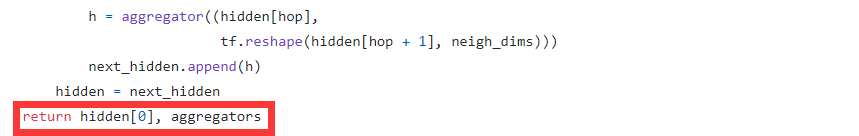 h = aggregator((hidden[hop],
tf.reshape(hidden[hop + 1], neigh_dims)))
next_hidden.append(h)
hidden = next_hidden
return hidden[0], aggregators